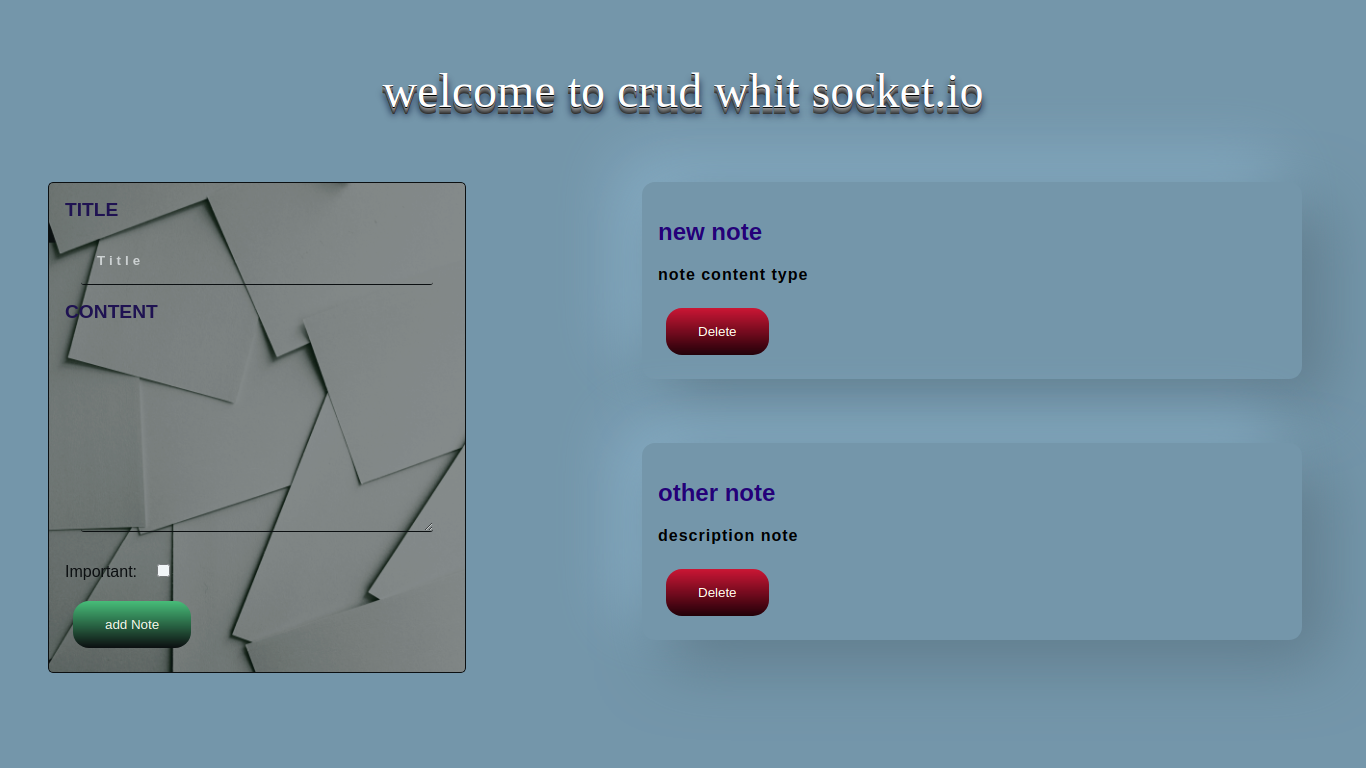 welcome to crud whit socket.io
TITLE
Title
CONTENT
Important:
add Note
new note
note content type
Delete
other note
description note
Delete